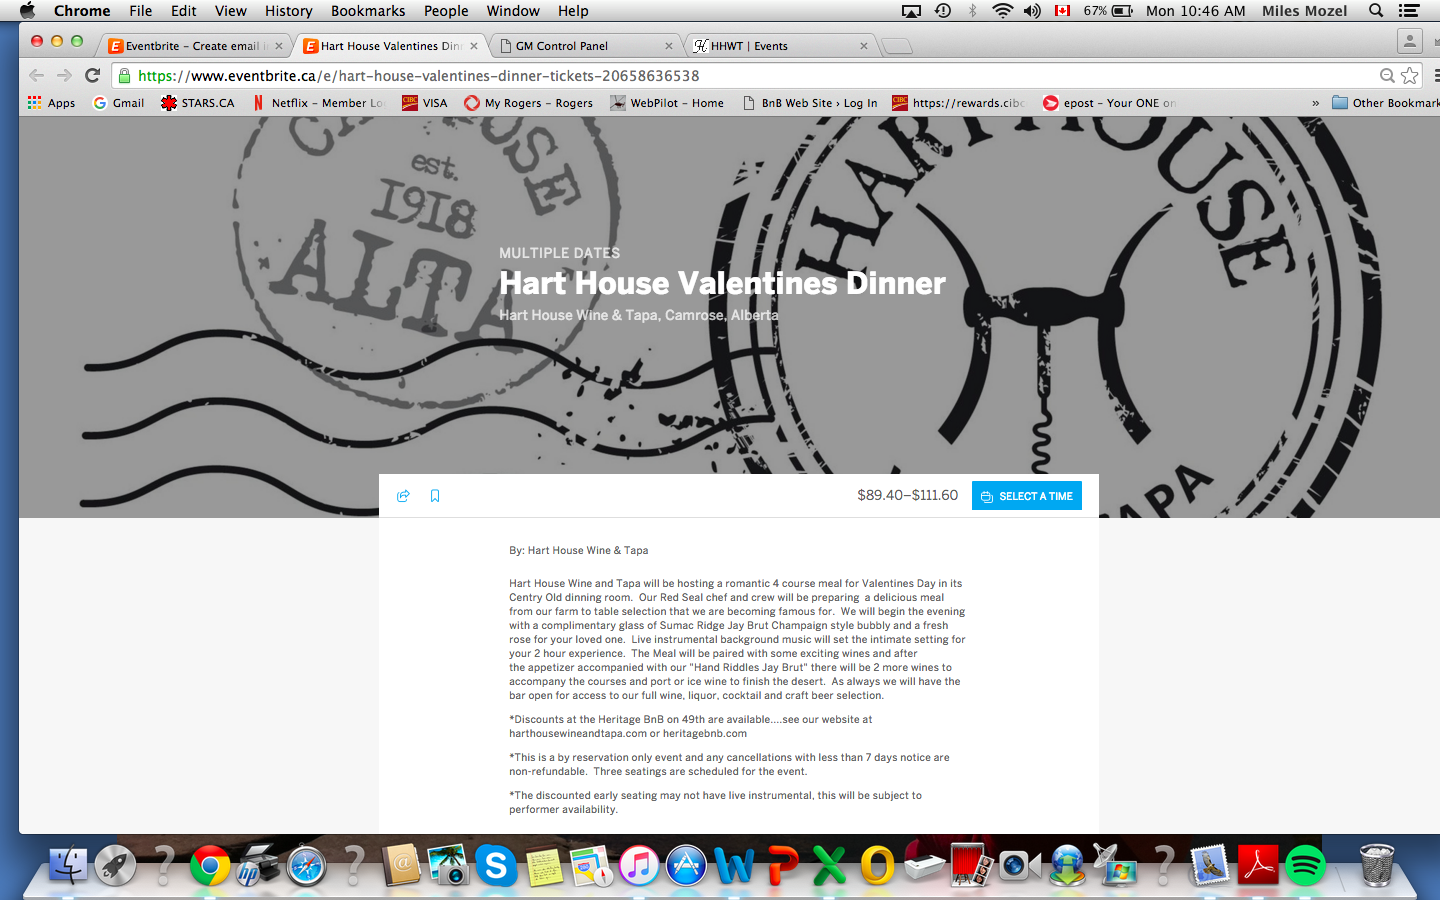 Chrome File Edit View History Bookmarks People Window Help 67% Mon 10:46 AM Miles Mozel
Eventbrite - Create email i
Hart House Valentines Din
GM Control Panel
HHWT | Events
https://www.eventbrite.ca/e/hart-house-valentines-dinner-tickets-20658636538
Apps Gmail STARS.CA Netflix - Member Lo CIBC VISA My Rogers - Rogers WebPilot - Home BnB Web Site › Log In CIBC https://rewards.cibc epost - Your ONE on » Other Bookmark
CAMROSE
est.
1918
ALTA
HART HOUSE
TAPA
MULTIPLE DATES
Hart House Valentines Dinner
Hart House Wine & Tapa, Camrose, Alberta
$89.40–$111.60 SELECT A TIME
By: Hart House Wine & Tapa
Hart House Wine and Tapa will be hosting a romantic 4 course meal for Valentines Day in its
Centry Old dinning room. Our Red Seal chef and crew will be preparing a delicious meal
from our farm to table selection that we are becoming famous for. We will begin the evening
with a complimentary glass of Sumac Ridge Jay Brut Champaign style bubbly and a fresh
rose for your loved one. Live instrumental background music will set the intimate setting for
your 2 hour experience. The Meal will be paired with some exciting wines and after
the appetizer accompanied with our "Hand Riddles Jay Brut" there will be 2 more wines to
accompany the courses and port or ice wine to finish the desert. As always we will have the
bar open for access to our full wine, liquor, cocktail and craft beer selection.
*Discounts at the Heritage BnB on 49th are available....see our website at
harthousewineandtapa.com or heritagebnb.com
*This is a by reservation only event and any cancellations with less than 7 days notice are
non-refundable. Three seatings are scheduled for the event.
*The discounted early seating may not have live instrumental, this will be subject to
performer availability.